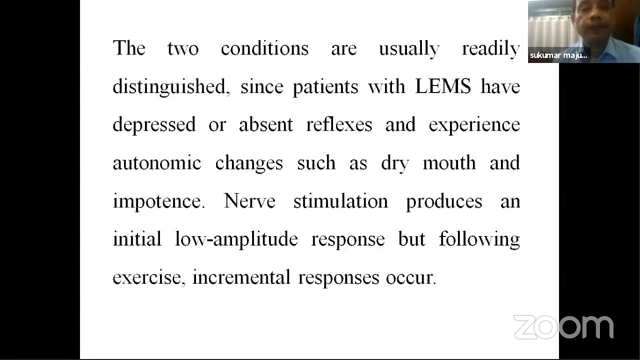 The two conditions are usually readily
distinguished, since patients with LEMS have
depressed or absent reflexes and experience
autonomic changes such as dry mouth and
impotence. Nerve stimulation produces an
initial low-amplitude response but following
exercise, incremental responses occur.
sukumar maju...
zoom